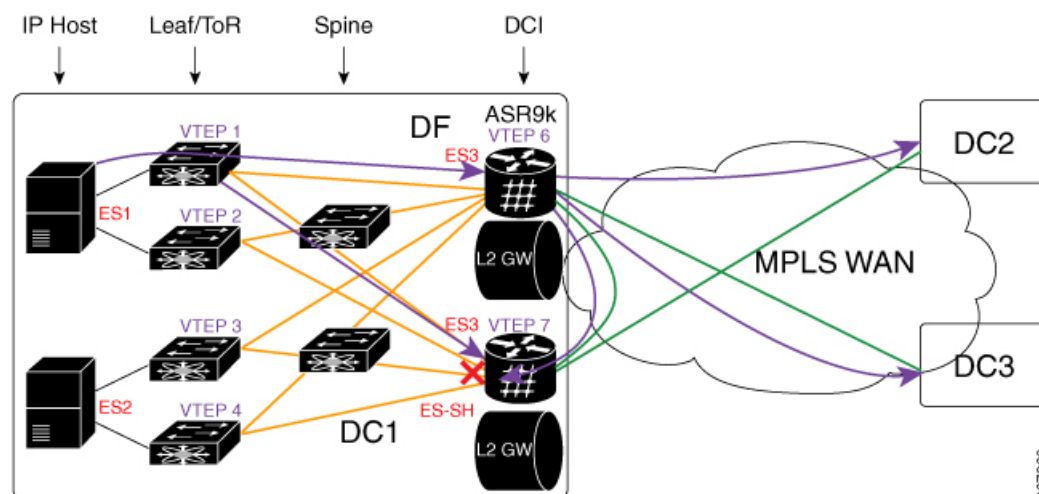 IP Host
Leaf/ToR
Spine
DCI
ASR9k
VTEP 6
DF
ES3
VTEP 1
ES1
VTEP 2
L2 GW
DC2
MPLS WAN
VTEP 3
ES3
VTEP 7
ES2
VTEP 4
ES-SH
DC1
L2 GW
DC3